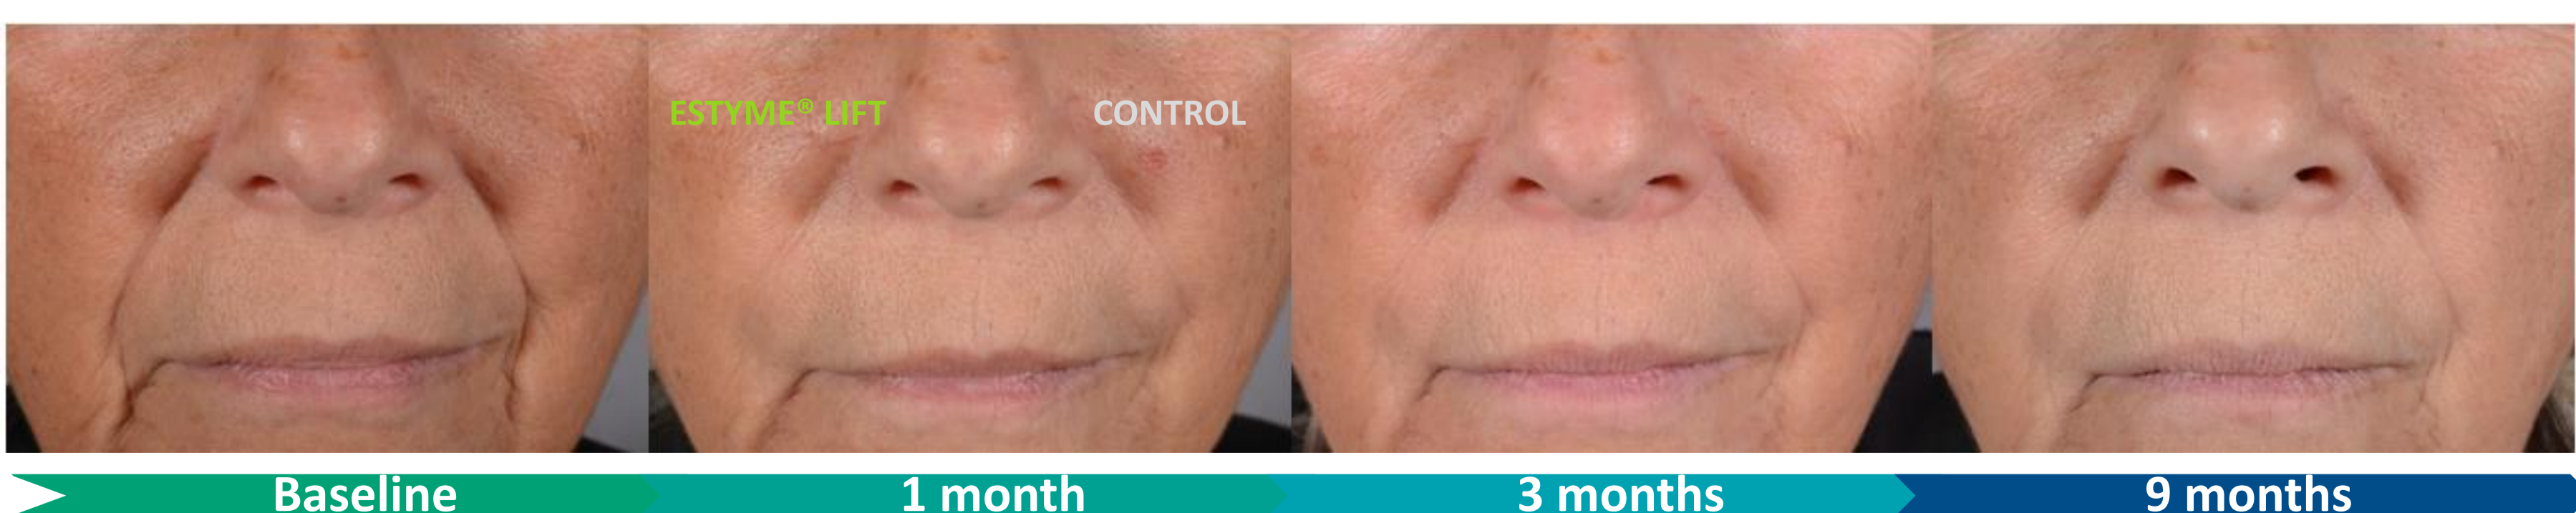 ESTYME® LIFT
CONTROL
Baseline
1 month
3 months
9 months